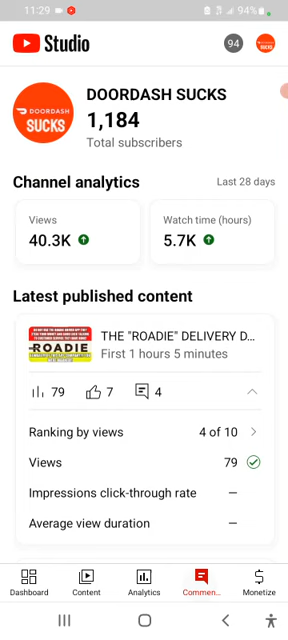 11:29
94%
Studio
94
DOORDASH
SUCKS
DOORDASH SUCKS
1,184
Total subscribers
Channel analytics
Last 28 days
Views
Watch time (hours)
40.3K
5.7K
Latest published content
ROADIE
THE "ROADIE" DELIVERY D...
First 1 hours 5 minutes
79
7
4
Ranking by views
4 of 10
Views
79
Impressions click-through rate
—
Average view duration
—
Dashboard
Content
Analytics
Commen...
Monetize